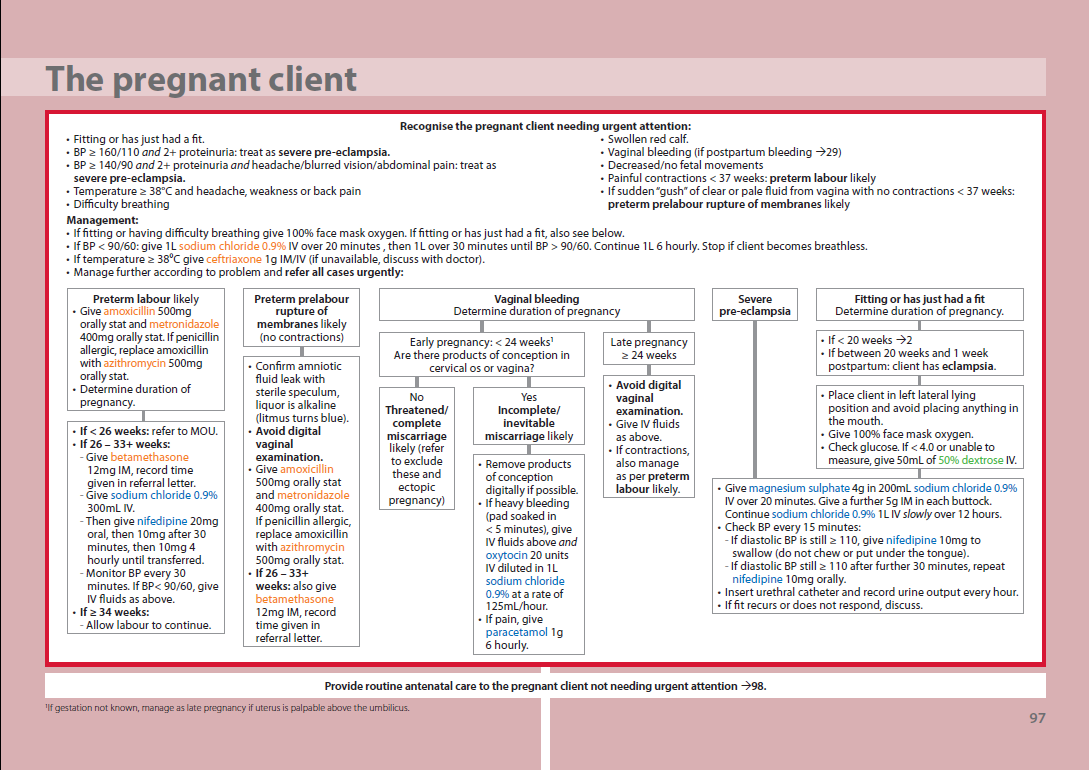 The pregnant client
Recognise the pregnant client needing urgent attention:
• Fitting or has just had a fit.
• BP ≥ 160/110 and 2+ proteinuria: treat as severe pre-eclampsia.
• BP ≥ 140/90 and 2+ proteinuria and headache/blurred vision/abdominal pain: treat as
severe pre-eclampsia.
• Temperature ≥ 38°C and headache, weakness or back pain
• Difficulty breathing
• Swollen red calf.
• Vaginal bleeding (if postpartum bleeding →29)
• Decreased/no fetal movements
• Painful contractions < 37 weeks: preterm labour likely
• If sudden “gush” of clear or pale fluid from vagina with no contractions < 37 weeks:
preterm prelabour rupture of membranes likely
Management:
• If fitting or having difficulty breathing give 100% face mask oxygen. If fitting or has just had a fit, also see below.
• If BP < 90/60: give 1L sodium chloride 0.9% IV over 20 minutes , then 1L over 30 minutes until BP > 90/60. Continue 1L 6 hourly. Stop if client becomes breathless.
• If temperature ≥ 38⁰C give ceftriaxone 1g IM/IV (if unavailable, discuss with doctor).
• Manage further according to problem and refer all cases urgently:
Preterm labour likely
• Give amoxicillin 500mg
orally stat and metronidazole
400mg orally stat. If penicillin
allergic, replace amoxicillin
with azithromycin 500mg
orally stat.
• Determine duration of
pregnancy.
• If < 26 weeks: refer to MOU.
• If 26 – 33+ weeks:
- Give betamethasone
12mg IM, record time
given in referral letter.
- Give sodium chloride 0.9%
300mL IV.
- Then give nifedipine 20mg
oral, then 10mg after 30
minutes, then 10mg 4
hourly until transferred.
- Monitor BP every 30
minutes. If BP< 90/60, give
IV fluids as above.
• If ≥ 34 weeks:
- Allow labour to continue.
Preterm prelabour
rupture of
membranes likely
(no contractions)
• Confirm amniotic
fluid leak with
sterile speculum,
liquor is alkaline
(litmus turns blue).
• Avoid digital
vaginal
examination.
• Give amoxicillin
500mg orally stat
and metronidazole
400mg orally stat.
If penicillin allergic,
replace amoxicillin
with azithromycin
500mg orally stat.
• If 26 – 33+
weeks: also give
betamethasone
12mg IM, record
time given in
referral letter.
Vaginal bleeding
Determine duration of pregnancy
Early pregnancy: < 24 weeks¹
Are there products of conception in
cervical os or vagina?
No
Threatened/
complete
miscarriage
likely (refer
to exclude
these and
ectopic
pregnancy)
Yes
Incomplete/
inevitable
miscarriage likely
• Remove products
of conception
digitally if possible.
• If heavy bleeding
(pad soaked in
< 5 minutes), give
IV fluids above and
oxytocin 20 units
IV diluted in 1L
sodium chloride
0.9% at a rate of
125mL/hour.
• If pain, give
paracetamol 1g
6 hourly.
Late pregnancy
≥ 24 weeks
• Avoid digital
vaginal
examination.
• Give IV fluids
as above.
• If contractions,
also manage
as per preterm
labour likely.
Severe
pre-eclampsia
Fitting or has just had a fit
Determine duration of pregnancy.
• If < 20 weeks →2
• If between 20 weeks and 1 week
postpartum: client has eclampsia.
• Place client in left lateral lying
position and avoid placing anything in
the mouth.
• Give 100% face mask oxygen.
• Check glucose. If < 4.0 or unable to
measure, give 50mL of 50% dextrose IV.
• Give magnesium sulphate 4g in 200mL sodium chloride 0.9%
IV over 20 minutes. Give a further 5g IM in each buttock.
Continue sodium chloride 0.9% 1L IV slowly over 12 hours.
• Check BP every 15 minutes:
- If diastolic BP is still ≥ 110, give nifedipine 10mg to
swallow (do not chew or put under the tongue).
- If diastolic BP still ≥ 110 after further 30 minutes, repeat
nifedipine 10mg orally.
• Insert urethral catheter and record urine output every hour.
• If fit recurs or does not respond, discuss.
Provide routine antenatal care to the pregnant client not needing urgent attention →98.
¹If gestation not known, manage as late pregnancy if uterus is palpable above the umbilicus.
97